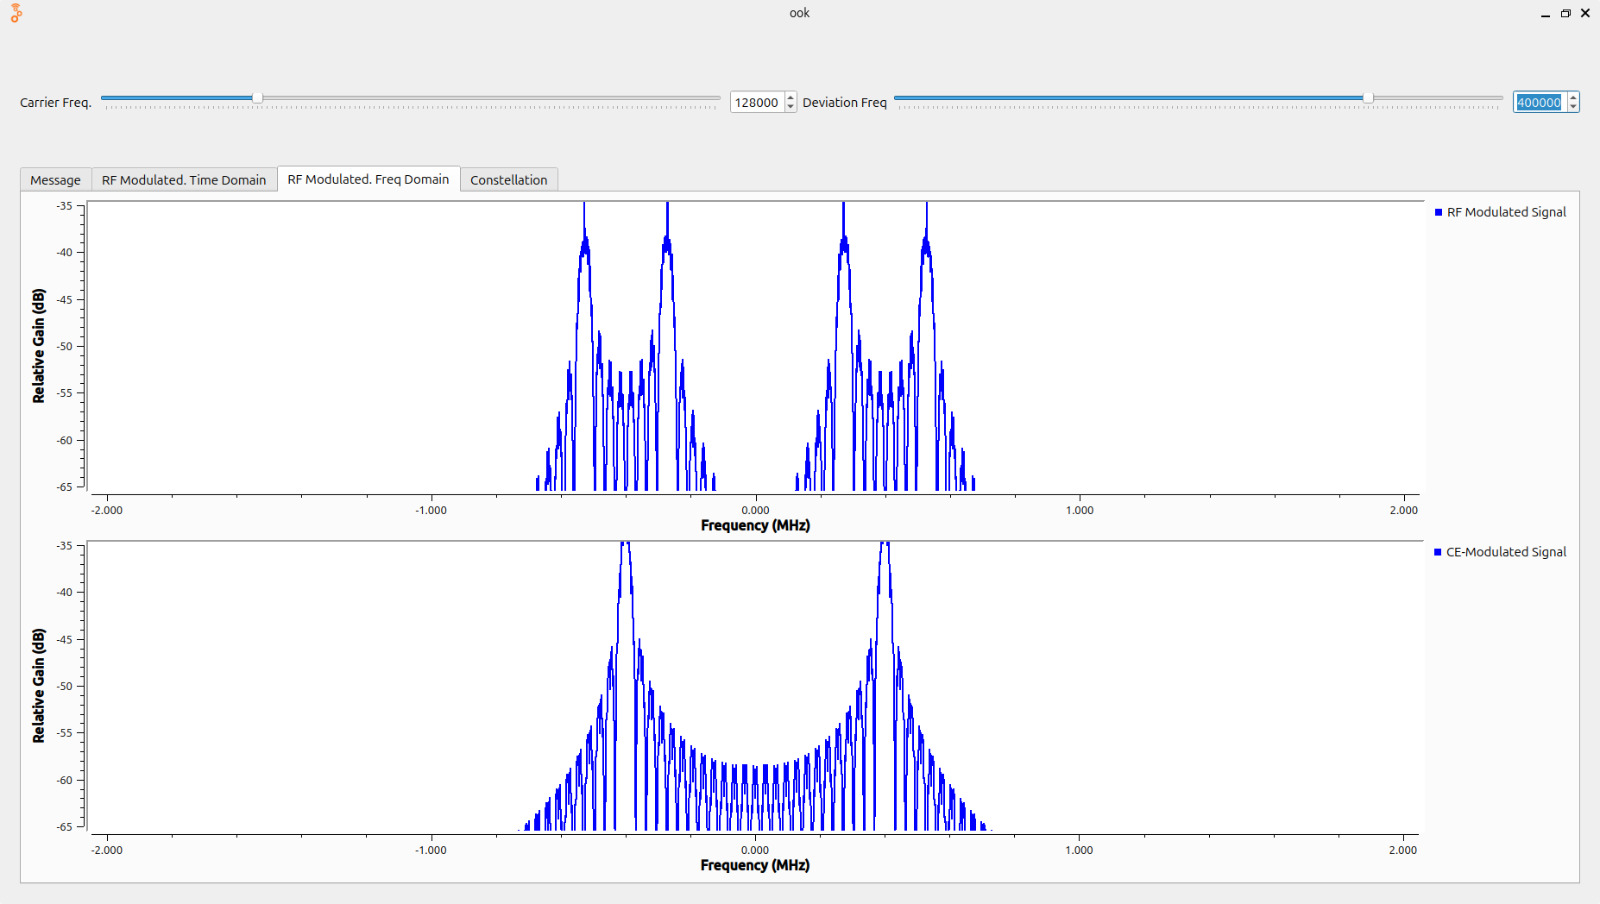 ook
Carrier Freq. 128000 Deviation Freq 400000
Message RF Modulated. Time Domain RF Modulated. Freq Domain Constellation
RF Modulated Signal
Relative Gain (dB)
-35
-40
-45
-50
-55
-60
-65
-2.000 -1.000 0.000 1.000 2.000
Frequency (MHz)
CE-Modulated Signal
Relative Gain (dB)
-35
-40
-45
-50
-55
-60
-65
-2.000 -1.000 0.000 1.000 2.000
Frequency (MHz)